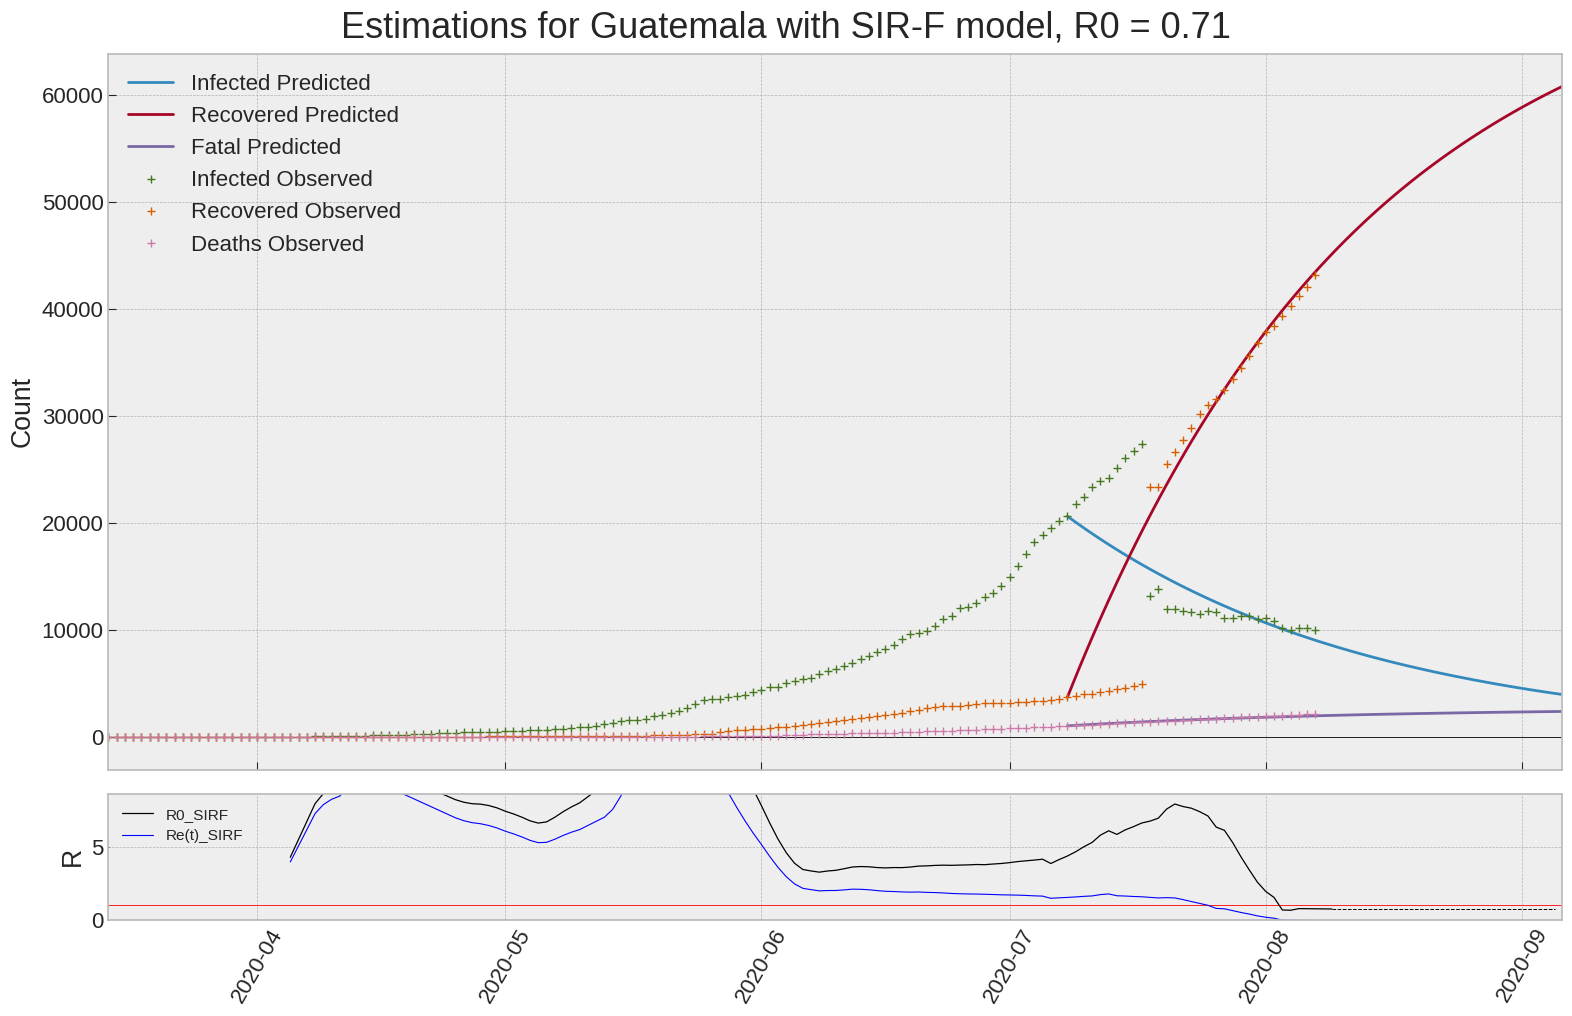 Estimations for Guatemala with SIR-F model, R0 = 0.71
Infected Predicted
Recovered Predicted
Fatal Predicted
Infected Observed
Recovered Observed
Deaths Observed
60000
50000
40000
30000
20000
10000
0
Count
R0_SIRF
Re(t)_SIRF
5
0
R
2020-04
2020-05
2020-06
2020-07
2020-08
2020-09